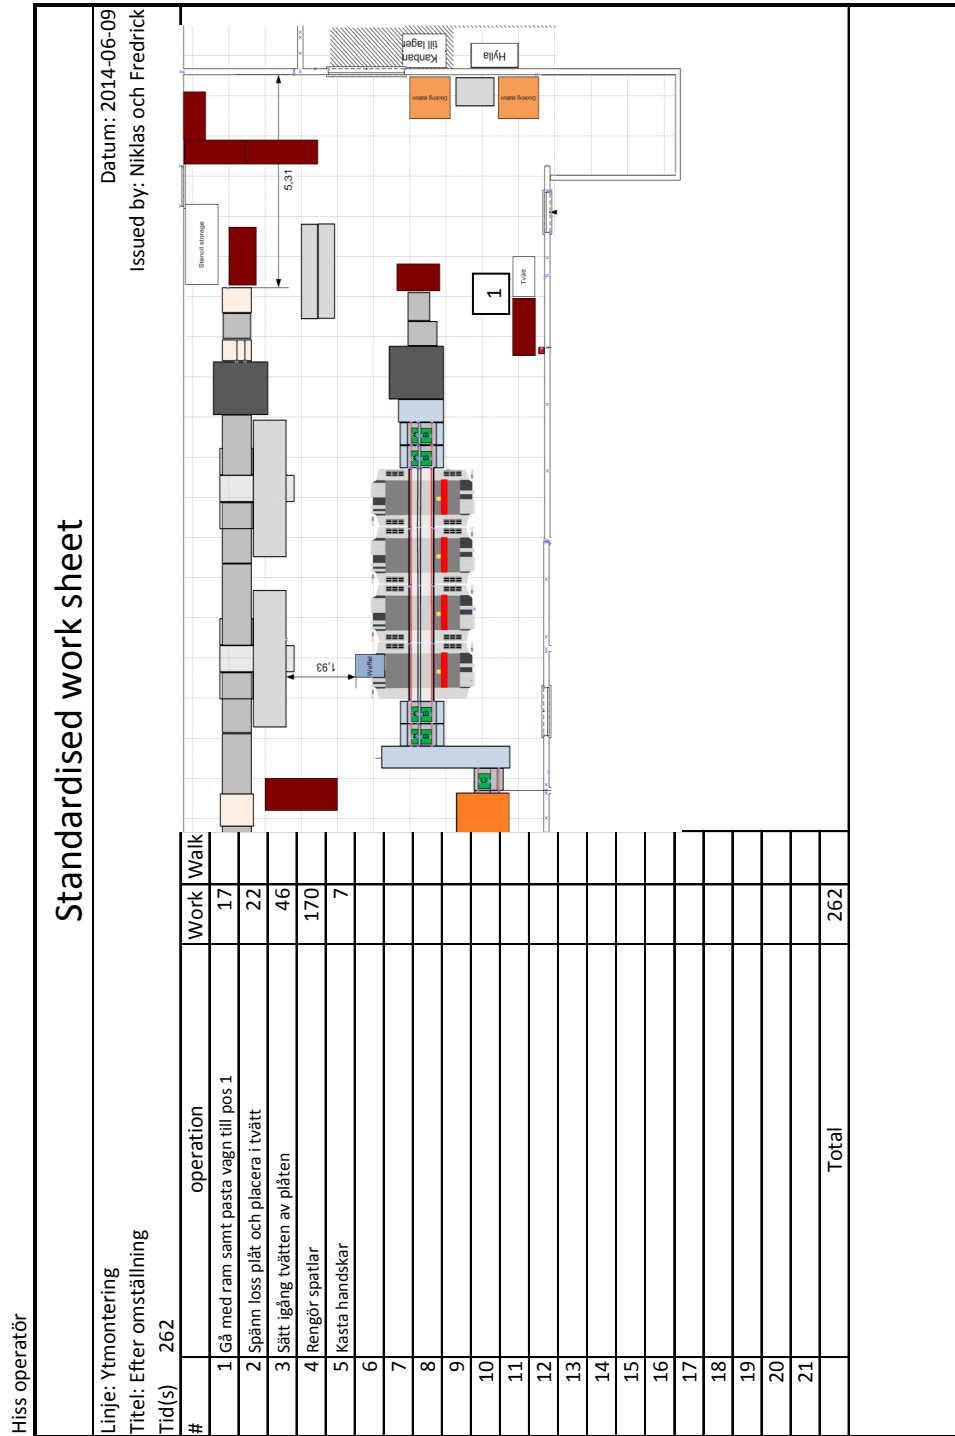 Hiss operatör
Standardised work sheet
Linje: Ytmontering
Datum: 2014-06-09
Titel: Efter omställning
Issued by: Niklas och Fredrick
Tid(s) 262
# operation Work Walk
1 Gå med ram samt pasta vagn till pos 1 17
2 Spänn loss plåt och placera i tvätt 22
3 Sätt igång tvätten av plåten 46
4 Rengör spatlar 170
5 Kasta handskar 7
6
7
8
9
10
11
12
13
14
15
16
17
18
19
20
21
Total 262
Kanban
till lager
Hylla
Docking station
Docking station
5,31
Stencil storage
Tvätt
1
A
B
A
B
1,93
Waffel
A
B
A
B
C